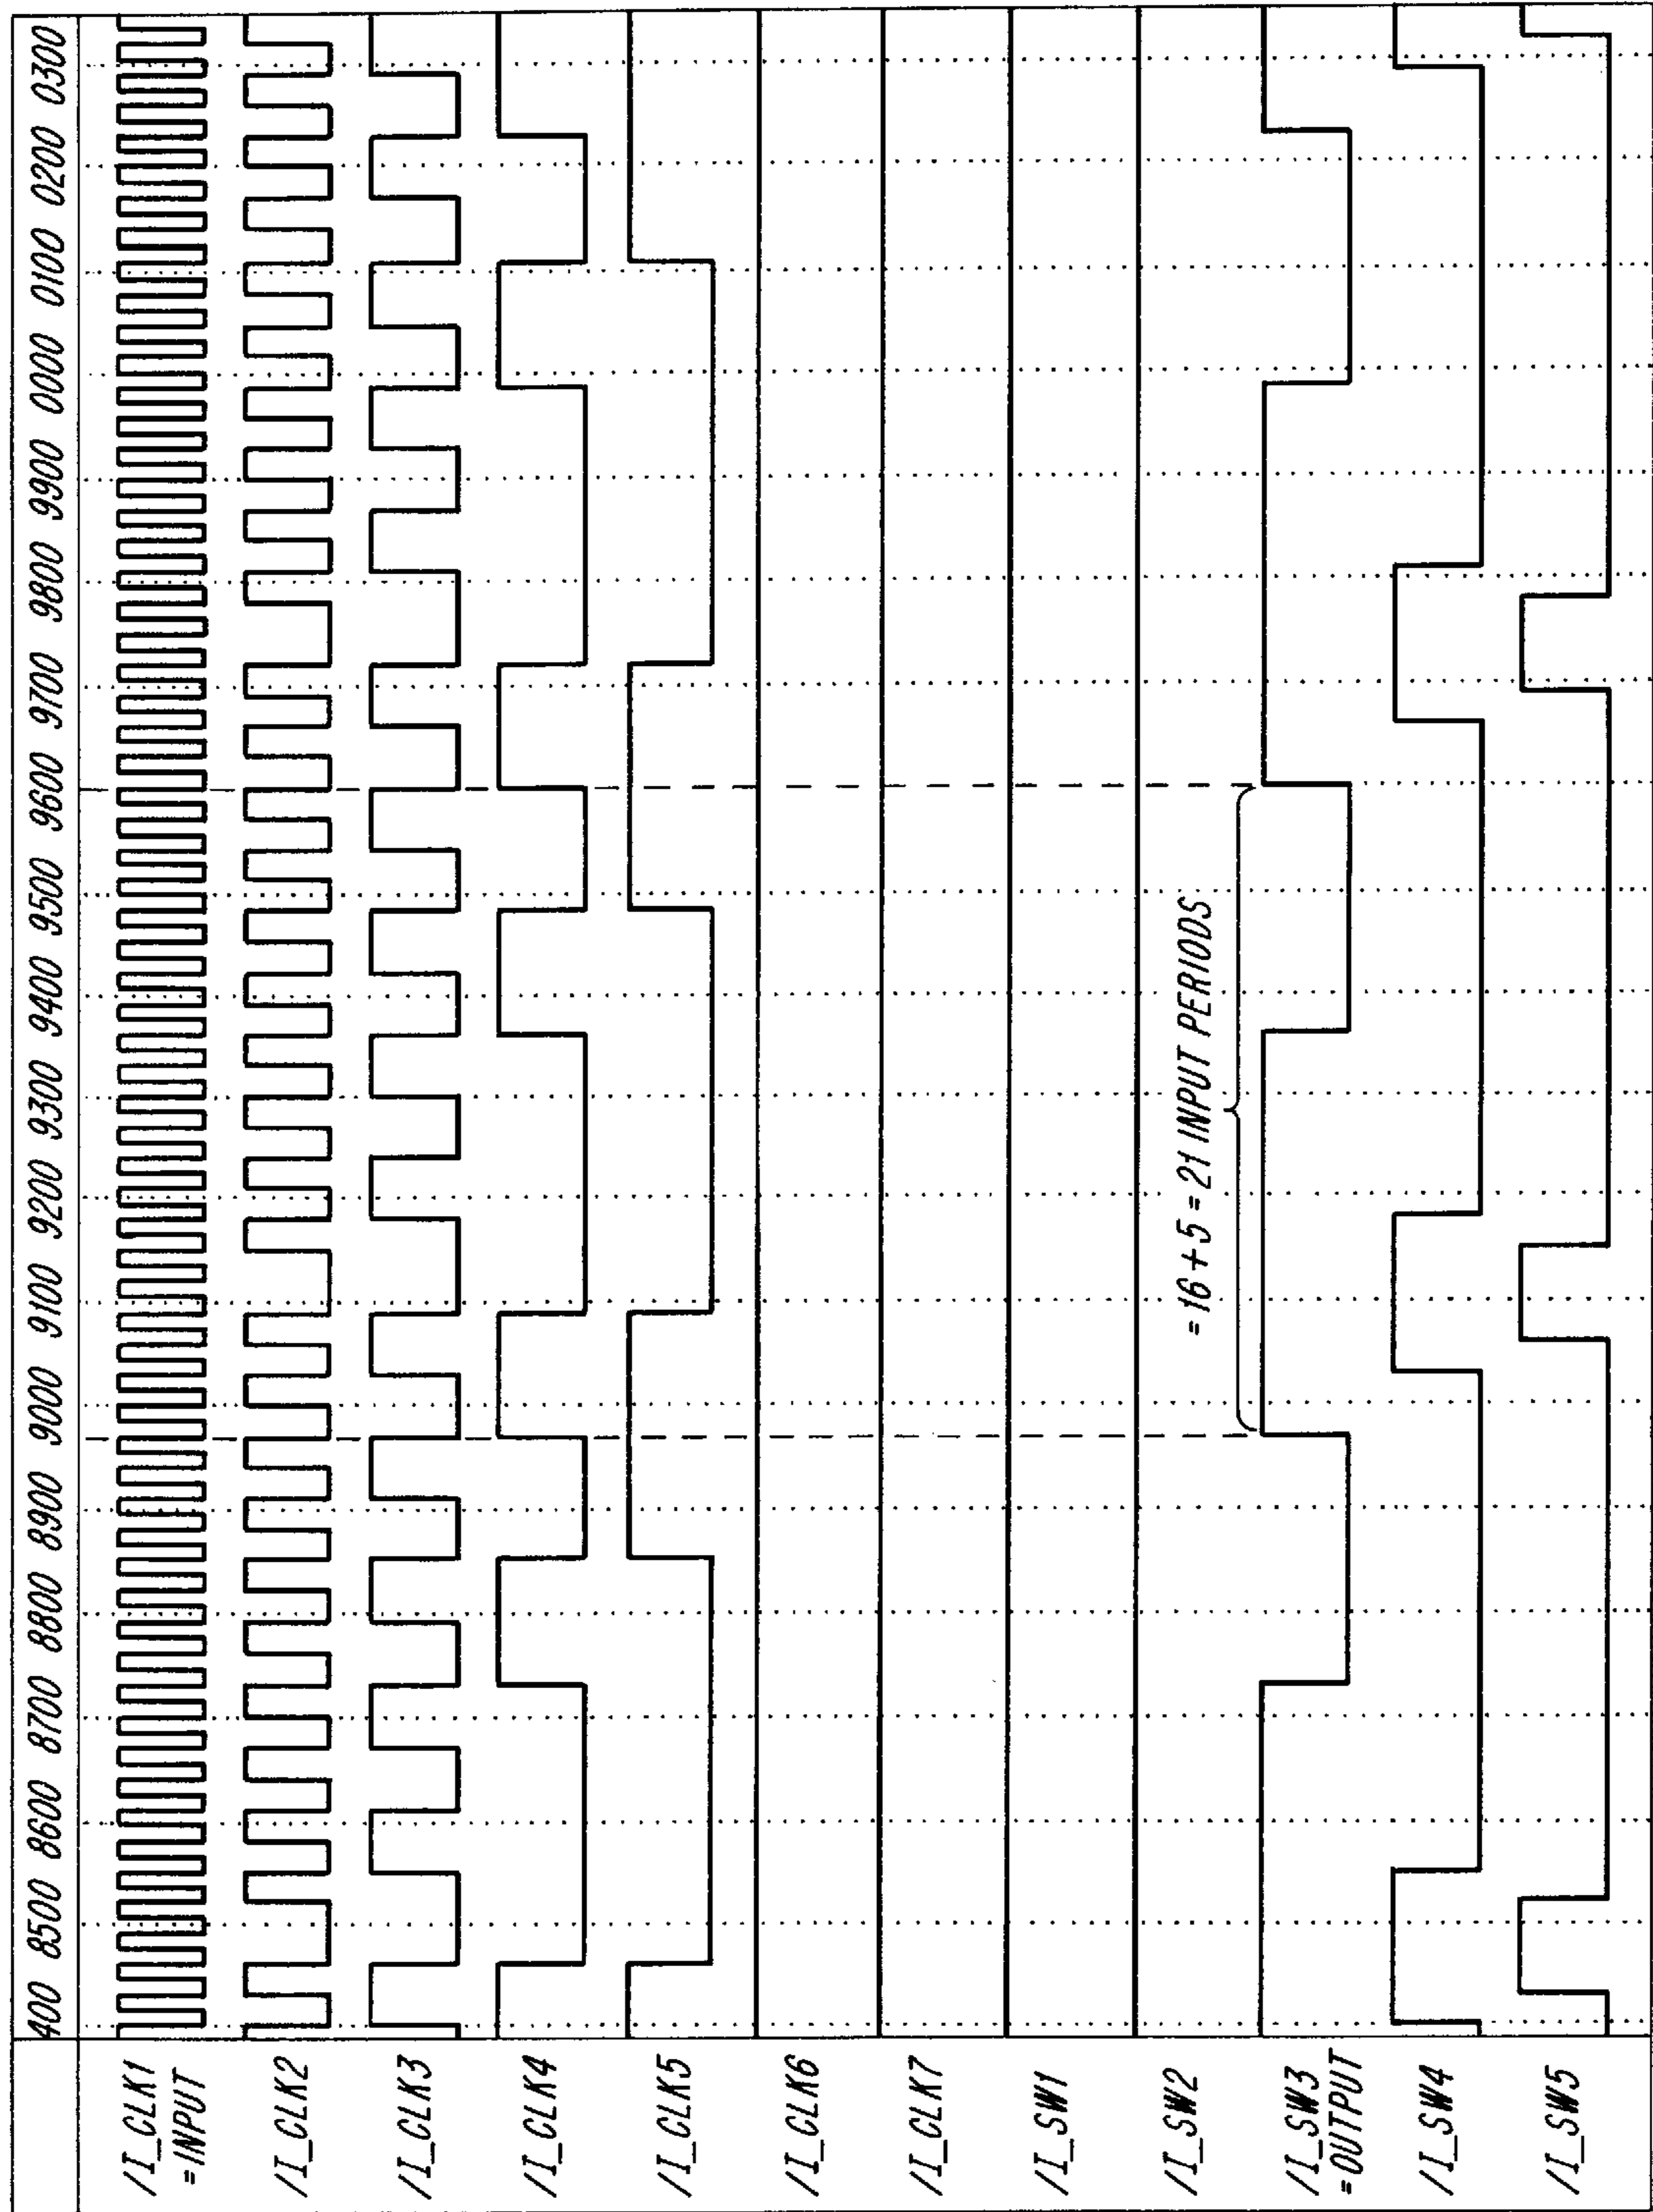 400 8500 8600 8700 8800 8900 9000 9100 9200 9300 9400 9500 9600 9700 9800 9900 0000 0100 0200 0300
/I_CLK1
=INPUT
/I_CLK2
/I_CLK3
/I_CLK4
/I_CLK5
/I_CLK6
/I_CLK7
/I_SW1
/I_SW2
= 16 + 5 = 21 INPUT PERIODS
/I_SW3
=OUTPUT
/I_SW4
/I_SW5